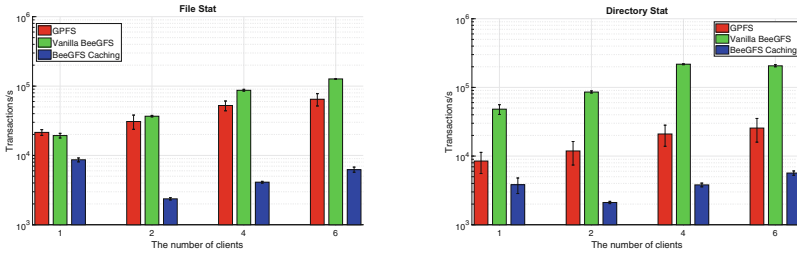 File Stat
10^6
GPFS
Vanilla BeeGFS
BeeGFS Caching
10^5
10^4
10^3
Transactions/s
1 2 4 6
The number of clients
Directory Stat
10^6
GPFS
Vanilla BeeGFS
BeeGFS Caching
10^5
10^4
10^3
Transactions/s
1 2 4 6
The number of clients